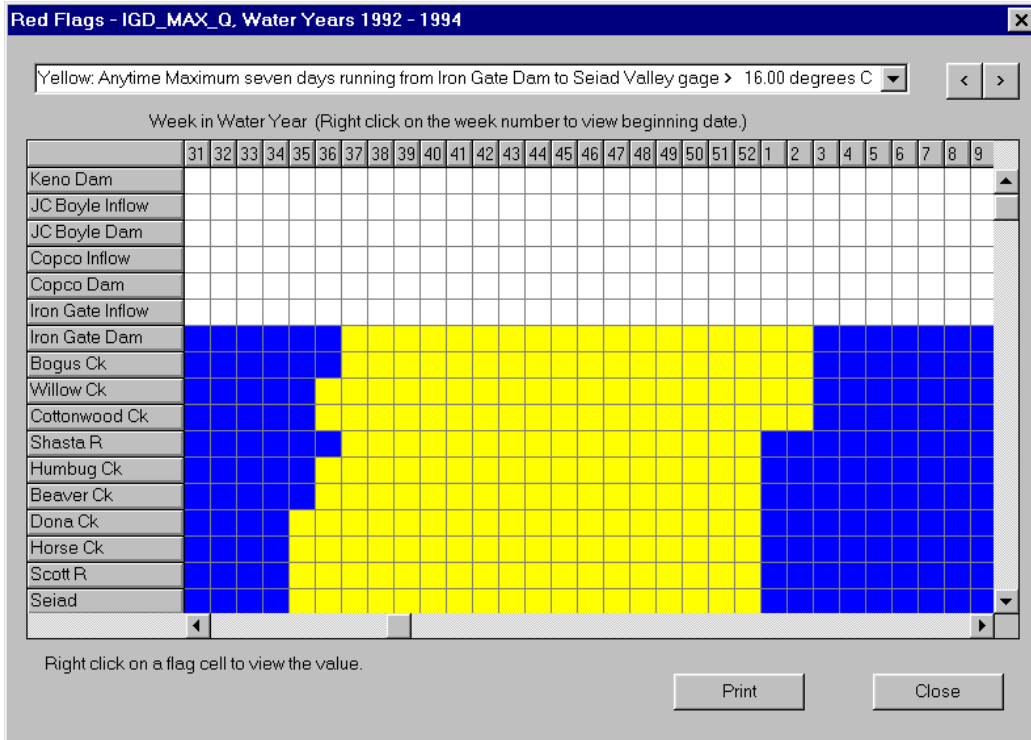 Red Flags - IGD_MAX_Q, Water Years 1992 - 1994
Yellow: Anytime Maximum seven days running from Iron Gate Dam to Seiad Valley gage > 16.00 degrees C
< >
Week in Water Year (Right click on the week number to view beginning date.)
31 32 33 34 35 36 37 38 39 40 41 42 43 44 45 46 47 48 49 50 51 52 1 2 3 4 5 6 7 8 9
Keno Dam
JC Boyle Inflow
JC Boyle Dam
Copco Inflow
Copco Dam
Iron Gate Inflow
Iron Gate Dam
Bogus Ck
Willow Ck
Cottonwood Ck
Shasta R
Humbug Ck
Beaver Ck
Dona Ck
Horse Ck
Scott R
Seiad
Right click on a flag cell to view the value.
Print Close